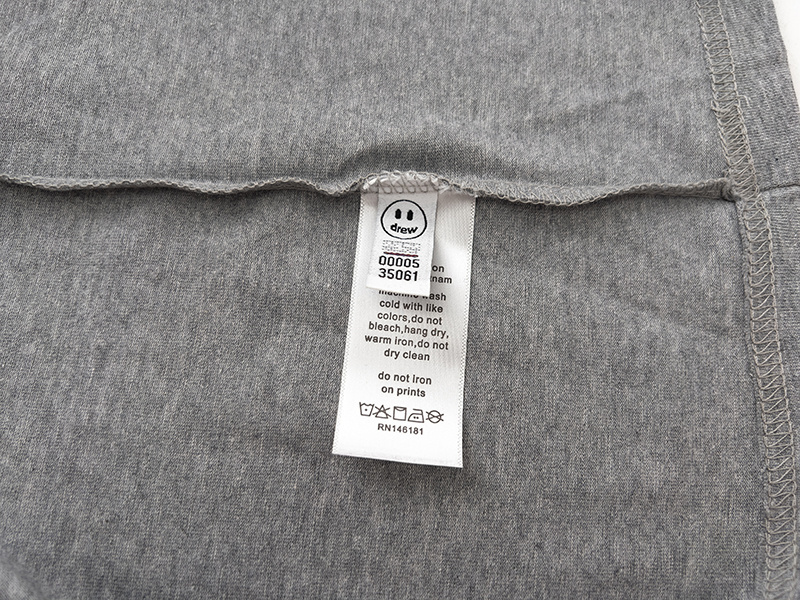 drew
00005
35061
on
machine wash
cold with like
colors,do not
bleach,hang dry,
warm iron,do not
dry clean
do not iron
on prints
RN146181